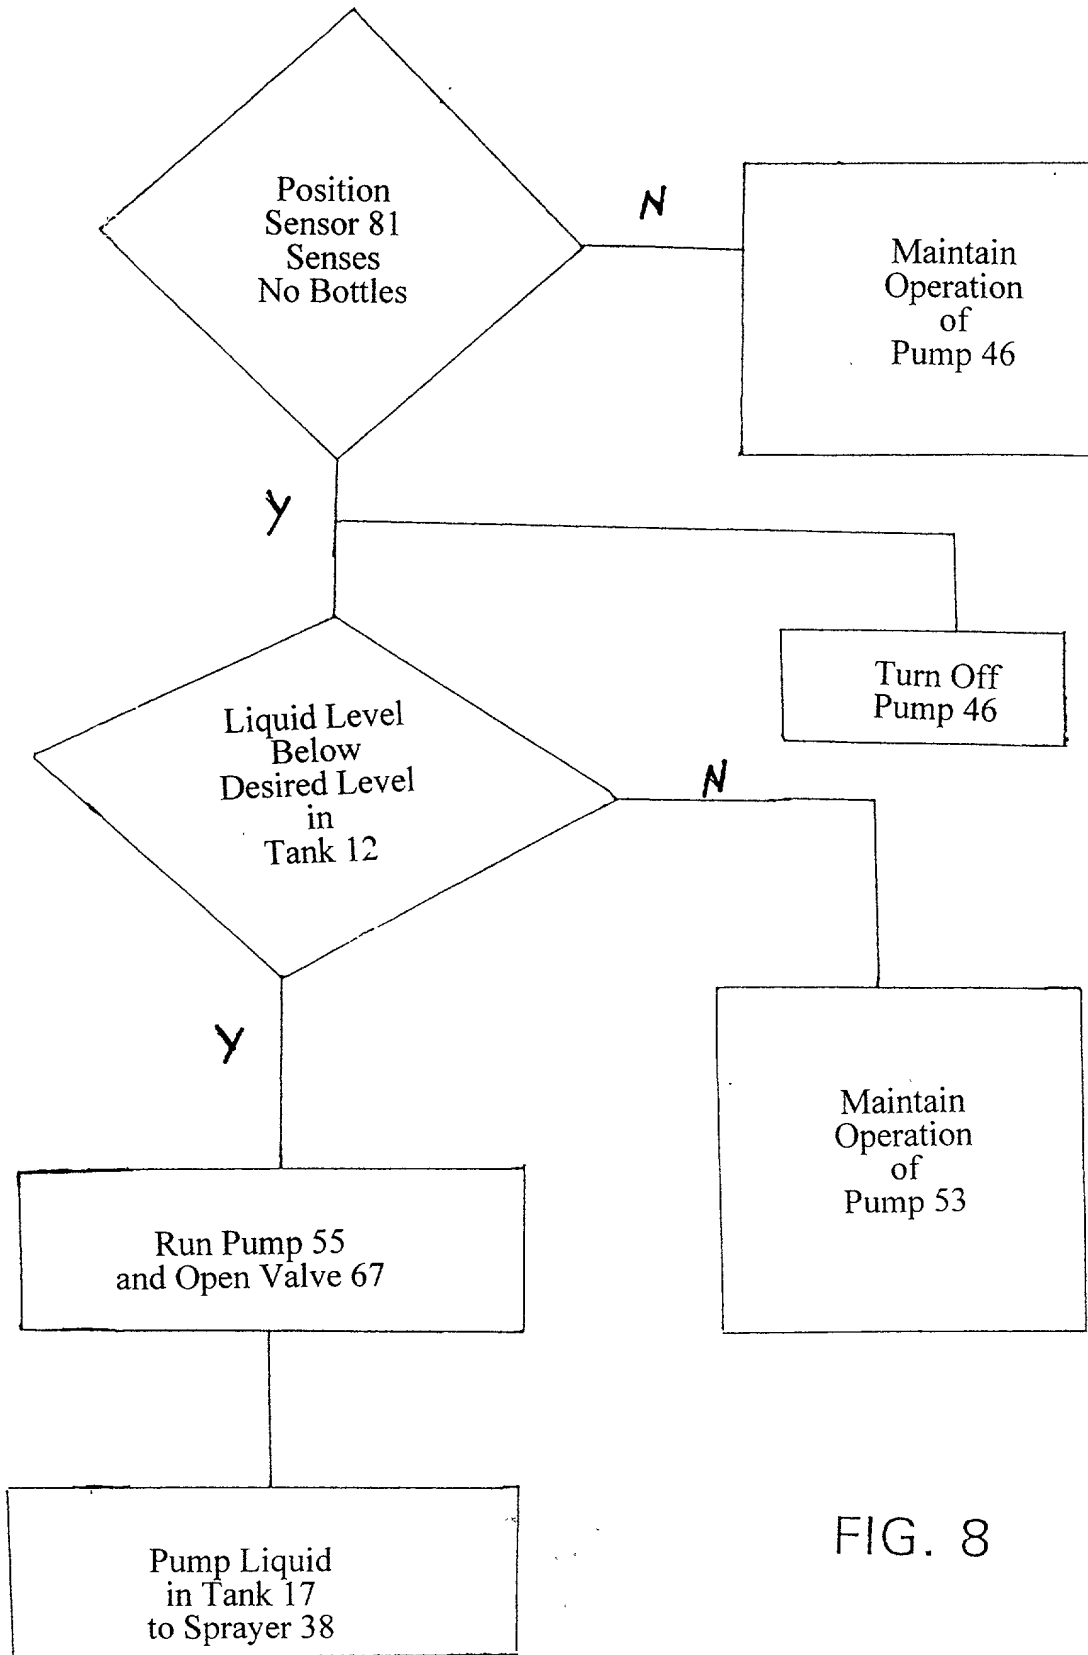 Position
Sensor 81
Senses
No Bottles
N
Maintain
Operation
of
Pump 46
Y
Turn Off
Pump 46
Liquid Level
Below
Desired Level
in
Tank 12
N
Maintain
Operation
of
Pump 53
Y
Run Pump 55
and Open Valve 67
Pump Liquid
in Tank 17
to Sprayer 38
FIG. 8